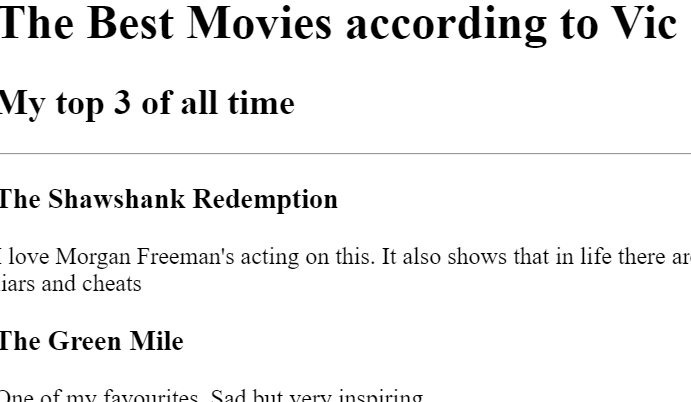 The Best Movies according to Vic
My top 3 of all time
The Shawshank Redemption
I love Morgan Freeman's acting on this. It also shows that in life there are
liars and cheats
The Green Mile
One of my favourites. Sad but very inspiring